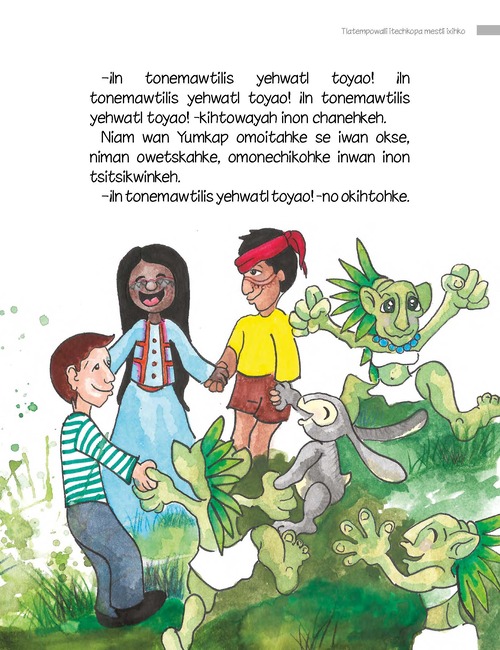 Tlatempowalli itechkopa mestli ixihko
–¡In tonemawtilis yehwatl toyao! ¡In
tonemawtilis yehwatl toyao! ¡In tonemawtilis
yehwatl toyao! -kihtowayah inon chanehkeh.
Niam wan Yumkap omoitahke se iwan okse,
niman owetskahke, omonechikohke inwan inon
tsitsikwinkeh.
–¡In tonemawtilis yehwatl toyao! -no okihtohke.